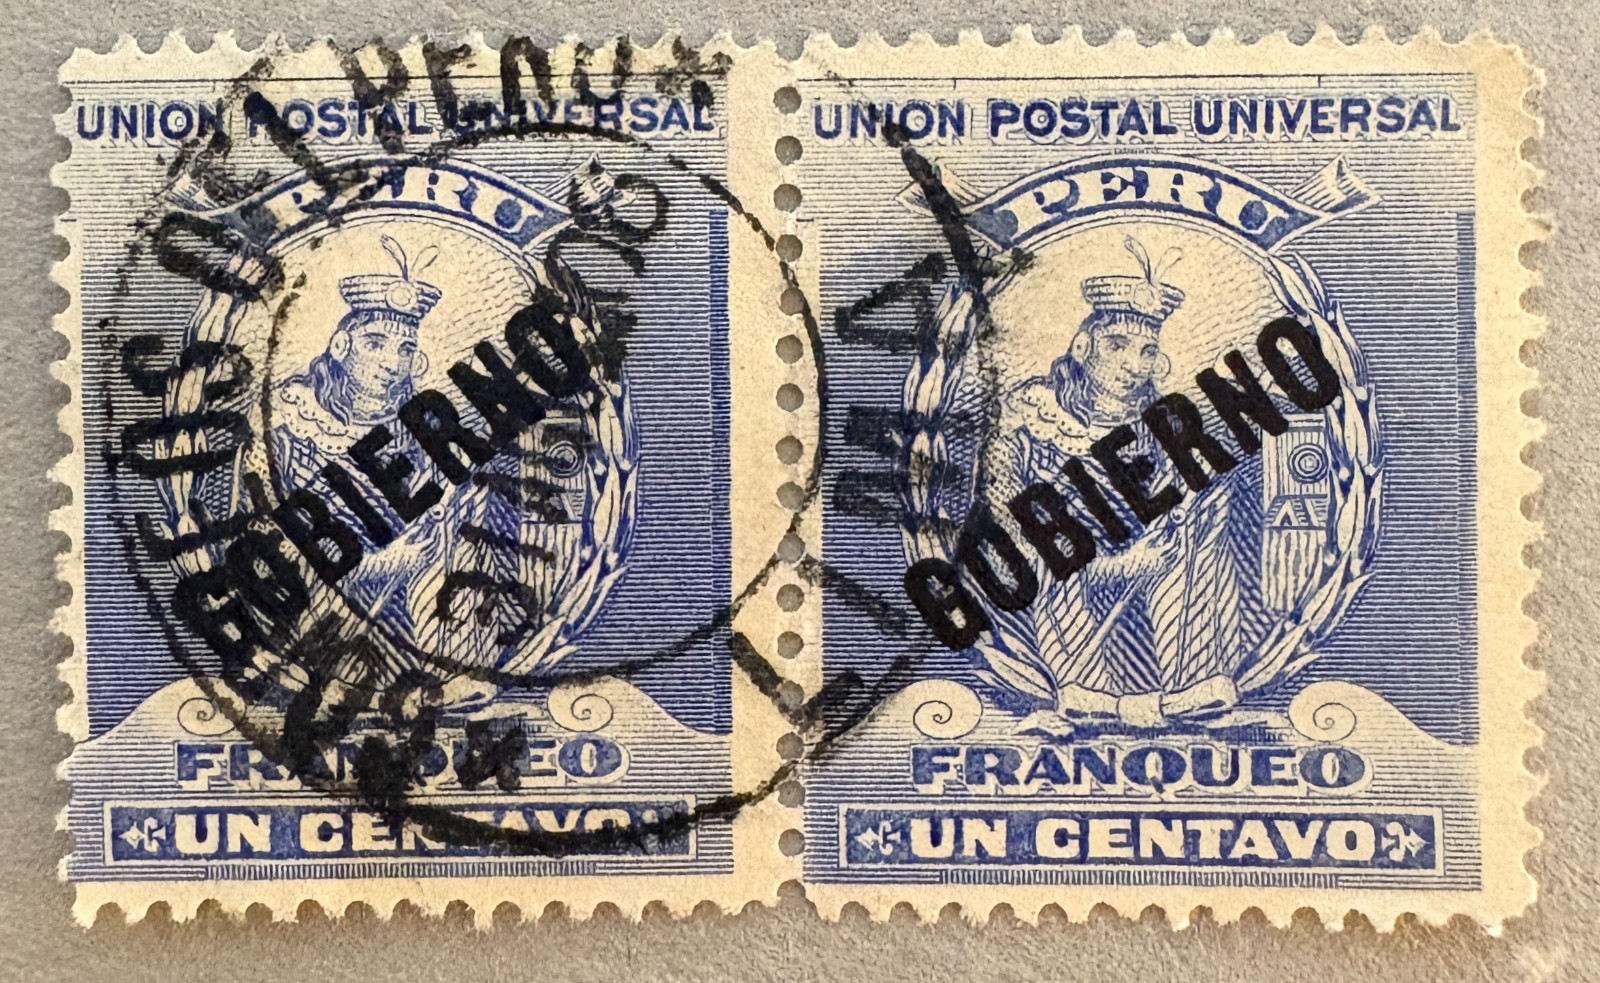 UNION POSTAL UNIVERSAL
PERU
GOBIERNO
FRANQUEO
UN CENTAVO
UNION POSTAL UNIVERSAL
PERU
GOBIERNO
FRANQUEO
UN CENTAVO
LIMA